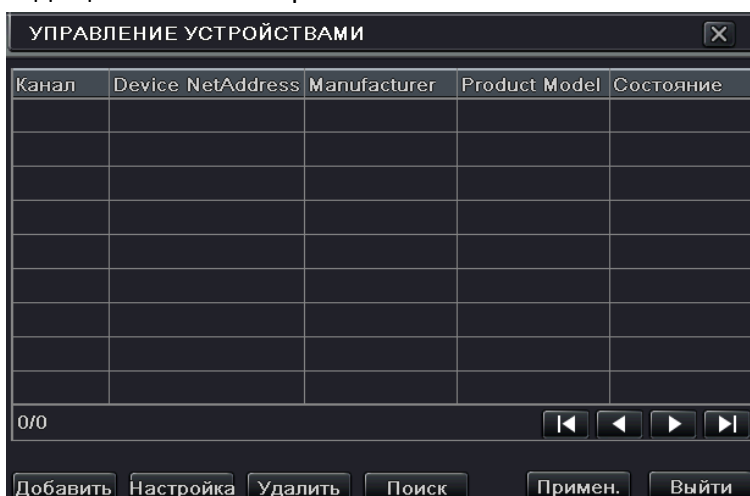 УПРАВЛЕНИЕ УСТРОЙСТВАМИ
Канал Device NetAddress Manufacturer Product Model Состояние
0/0
Добавить Настройка Удалить Поиск Примен. Выйти